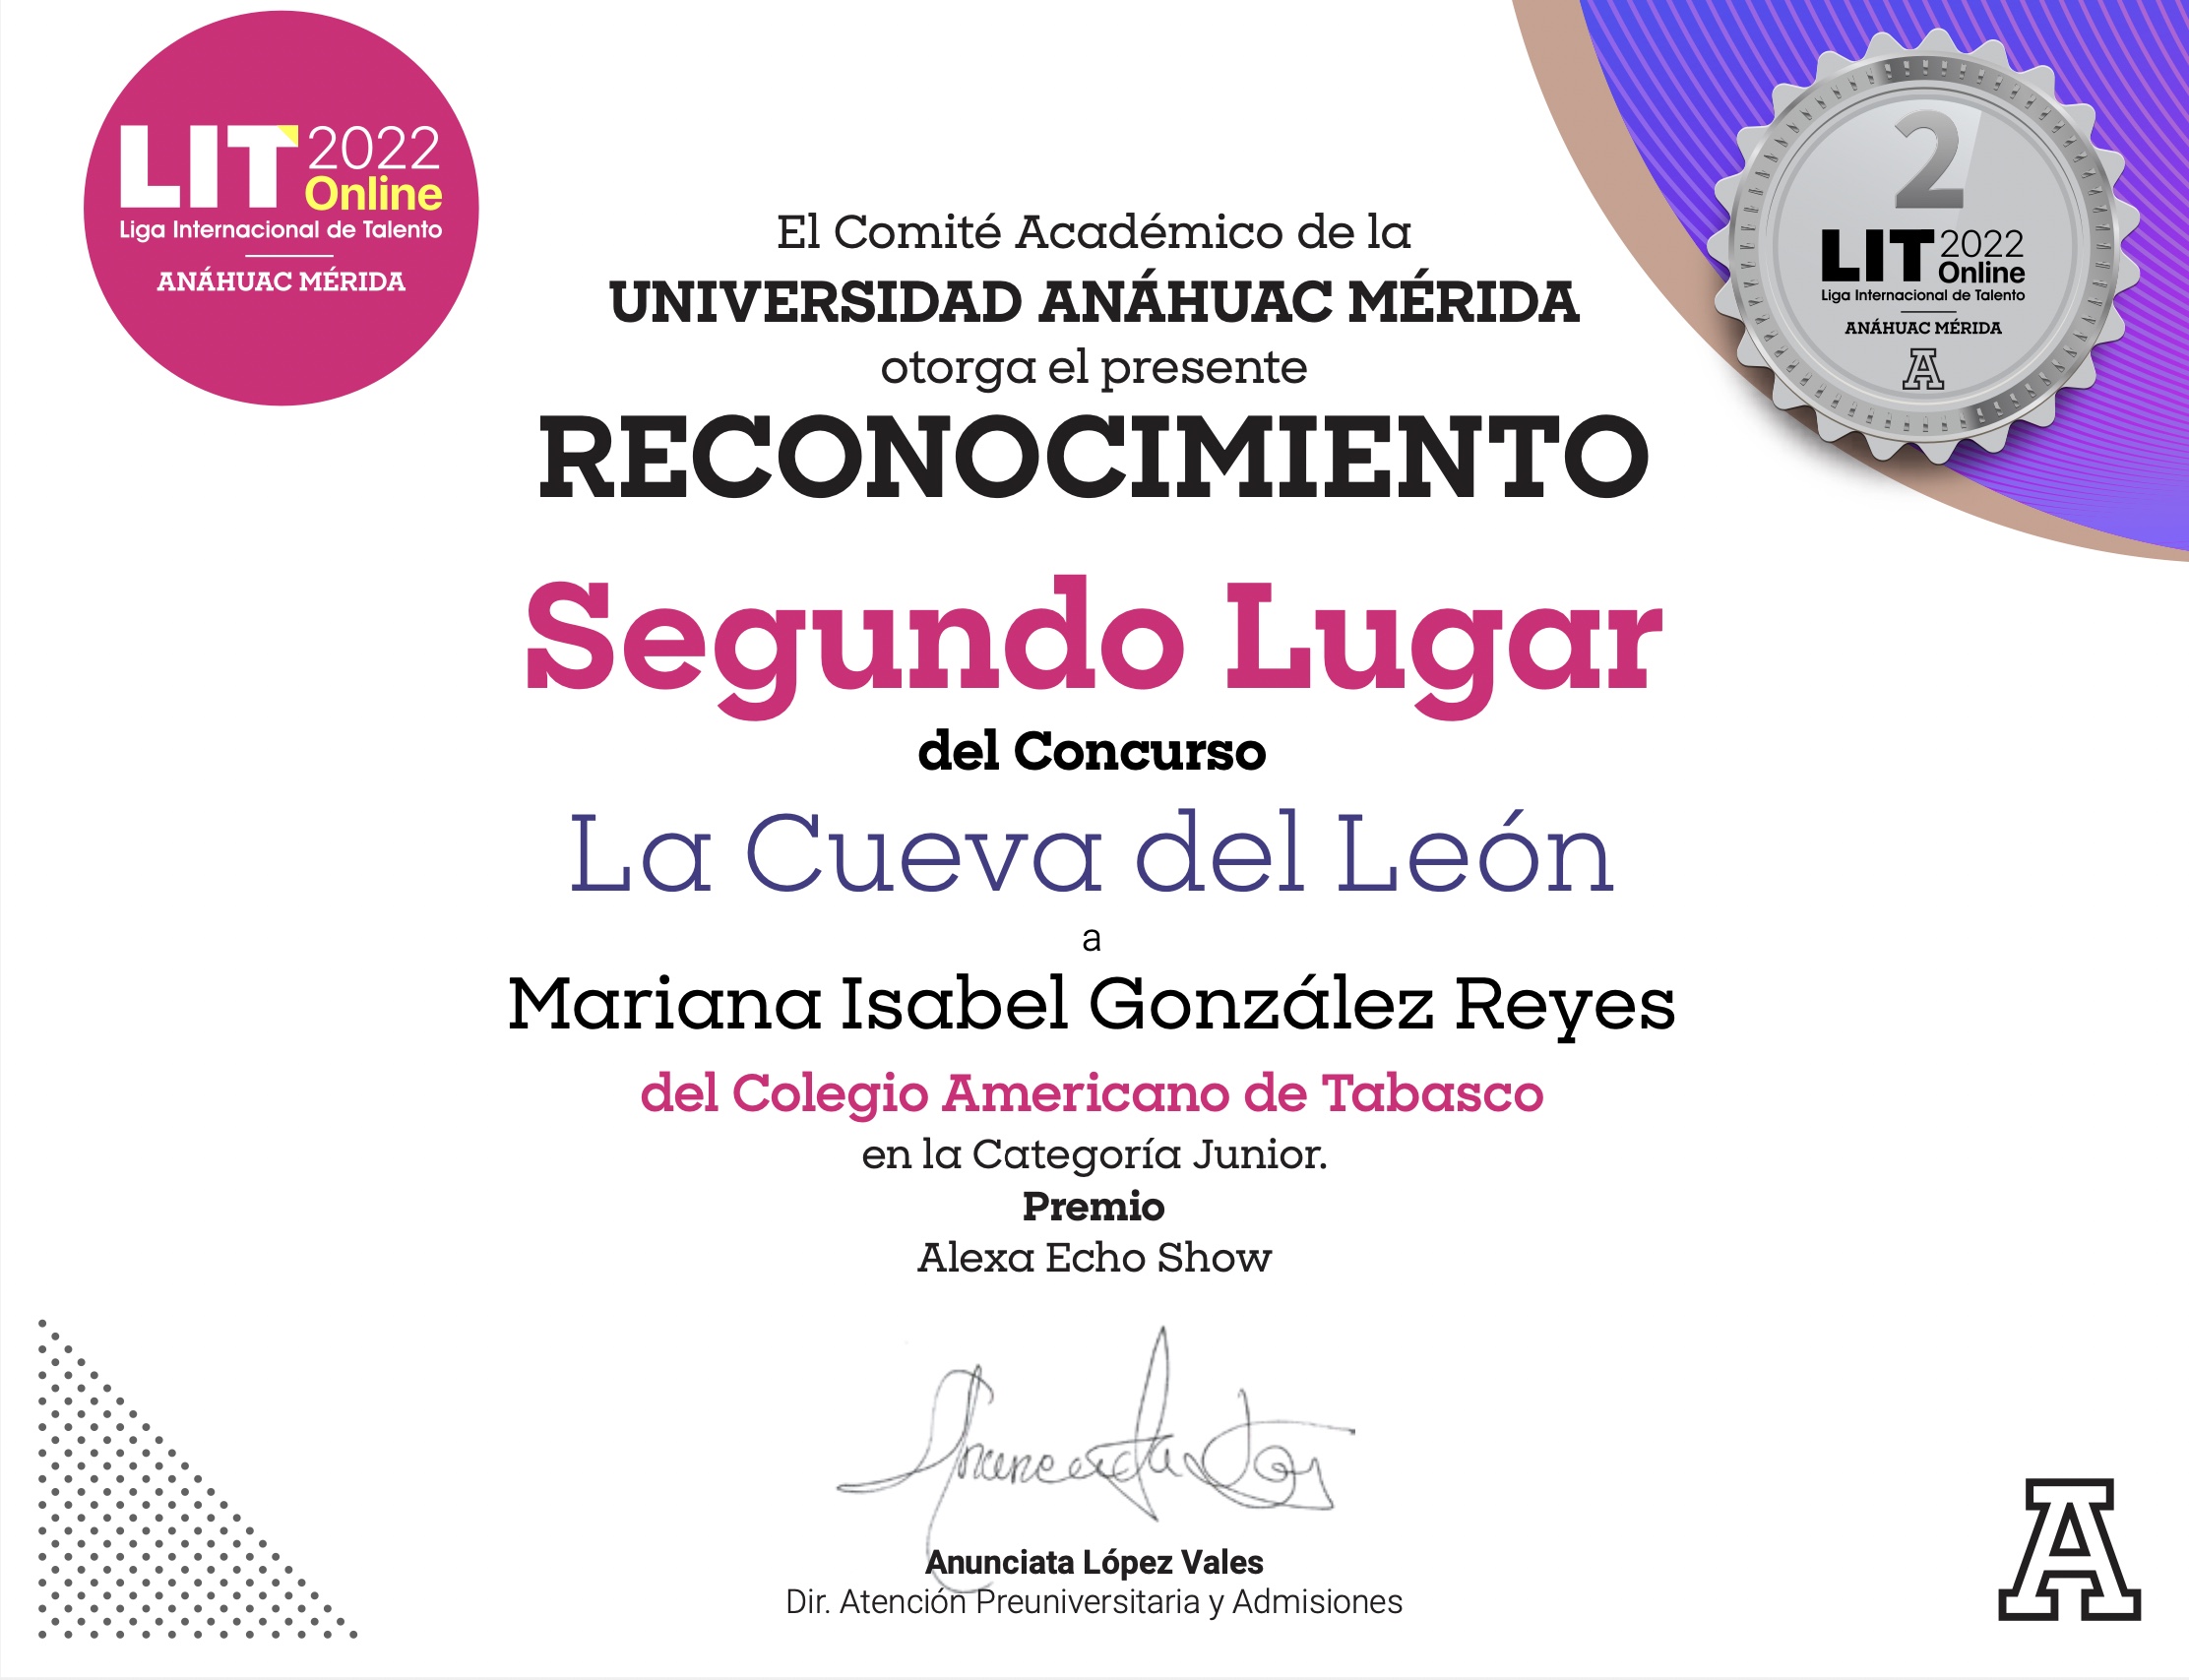 LIT 2022
Online
Liga Internacional de Talento
ANÁHUAC MÉRIDA
2
LIT 2022
Online
Liga Internacional de Talento
ANÁHUAC MÉRIDA
A
El Comité Académico de la
UNIVERSIDAD ANÁHUAC MÉRIDA
otorga el presente
RECONOCIMIENTO
Segundo Lugar
del Concurso
La Cueva del León
a
Mariana Isabel González Reyes
del Colegio Americano de Tabasco
en la Categoría Junior.
Premio
Alexa Echo Show
Anunciata López Vales
Dir. Atención Preuniversitaria y Admisiones
A